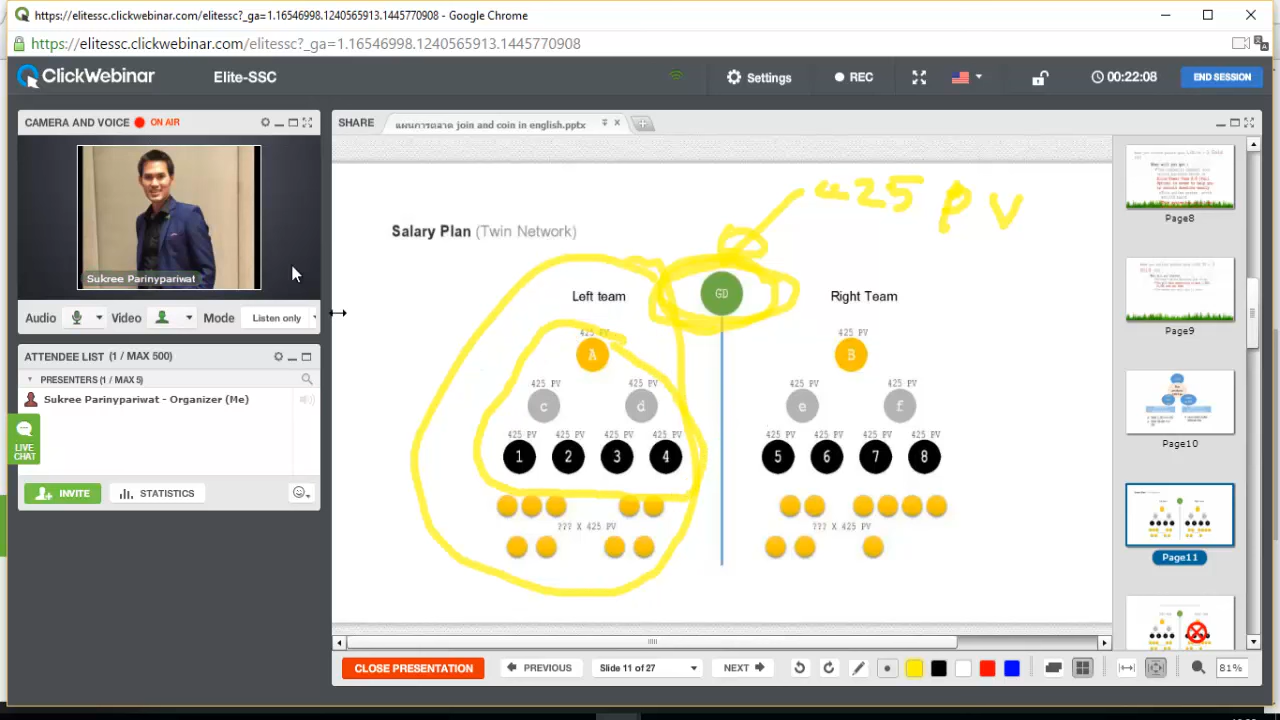 https://elitessc.clickwebinar.com/elitessc?_ga=1.16546998.1240565913.1445770908 - Google Chrome
https://elitessc.clickwebinar.com/elitessc?_ga=1.16546998.1240565913.1445770908
ClickWebinar Elite-SSC Settings REC 00:22:08 END SESSION
CAMERA AND VOICE ON AIR
Sukree Parinypariwat
Audio Video Mode Listen only
ATTENDEE LIST (1 / MAX 500)
PRESENTERS (1 / MAX 5)
Sukree Parinypariwat - Organizer (Me)
LIVE
CHAT
INVITE STATISTICS
SHARE แผนการตลาด join and coin in english.pptx
425 PV
Salary Plan (Twin Network)
GD
Left team Right Team
425 PV 425 PV
A B
425 PV 425 PV 425 PV 425 PV
c d e f
425 PV 425 PV 425 PV 425 PV 425 PV 425 PV 425 PV 425 PV
1 2 3 4 5 6 7 8
??? X 425 PV ??? X 425 PV
Page8
Page9
Page10
Page11
CLOSE PRESENTATION PREVIOUS Slide 11 of 27 NEXT 81%